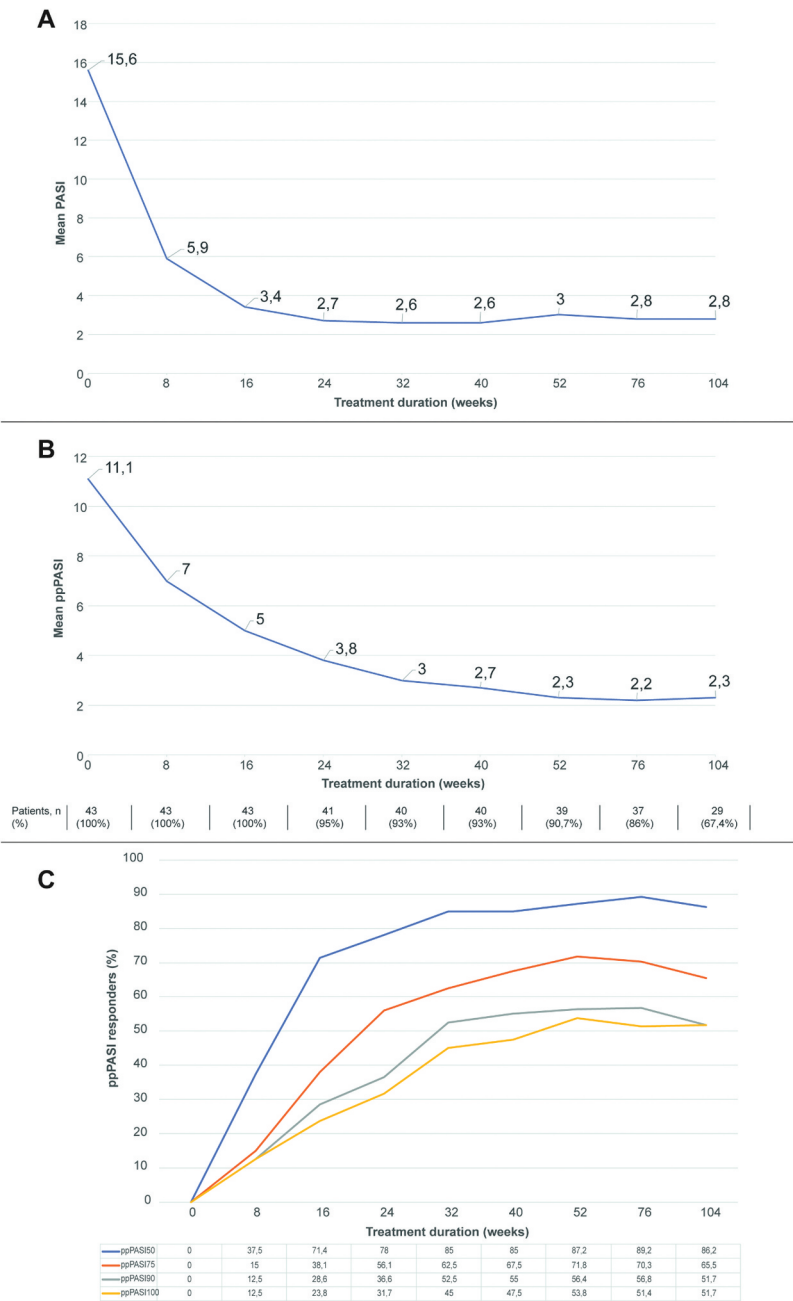 A
18
16
14
12
10
8
6
4
2
0
Mean PASI
15,6
5,9
3,4
2,7
2,6
2,6
3
2,8
2,8
0 8 16 24 32 40 52 76 104
Treatment duration (weeks)
B
12
10
8
6
4
2
0
Mean ppPASI
11,1
7
5
3,8
3
2,7
2,3
2,2
2,3
0 8 16 24 32 40 52 76 104
Treatment duration (weeks)
Patients, n 43 43 43 41 40 40 39 37 29
(%) (100%) (100%) (100%) (95%) (93%) (93%) (90,7%) (86%) (67,4%)
C
100
90
80
70
60
50
40
30
20
10
0
ppPASI responders (%)
0 8 16 24 32 40 52 76 104
Treatment duration (weeks)
ppPASI50 0 37,5 71,4 78 85 85 87,2 89,2 86,2
ppPASI75 0 15 38,1 56,1 62,5 67,5 71,8 70,3 65,5
ppPASI90 0 12,5 28,6 36,6 52,5 55 56,4 56,8 51,7
ppPASI100 0 12,5 23,8 31,7 45 47,5 53,8 51,4 51,7